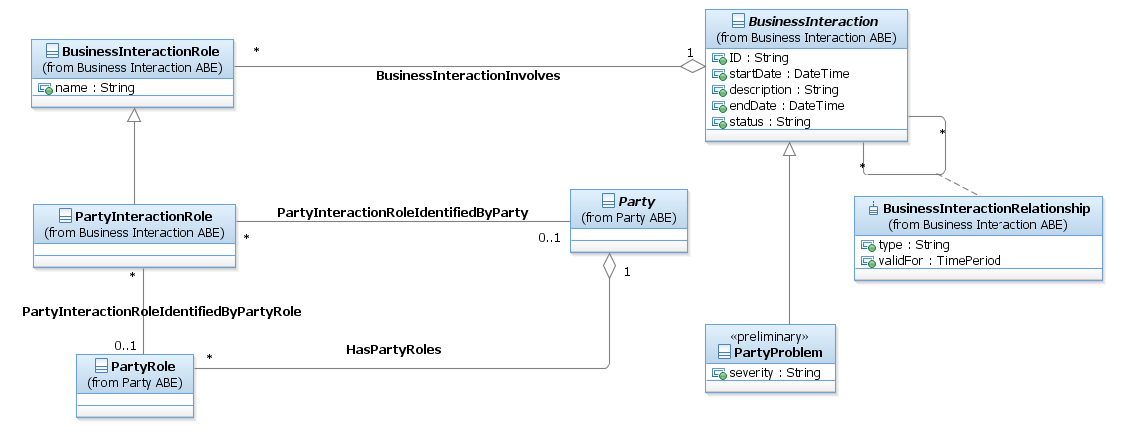 BusinessInteraction
(from Business Interaction ABE)
ID : String
startDate : DateTime
description : String
endDate : DateTime
status : String
BusinessInteractionRole
(from Business Interaction ABE)
name : String
*
1
BusinessInteractionInvolves
*
*
PartyInteractionRole
(from Business Interaction ABE)
PartyInteractionRoleIdentifiedByParty
*
0..1
Party
(from Party ABE)
1
BusinessInteractionRelationship
(from Business Interaction ABE)
type : String
validFor : TimePeriod
*
PartyInteractionRoleIdentifiedByPartyRole
0..1
*
HasPartyRoles
PartyRole
(from Party ABE)
«preliminary»
PartyProblem
severity : String